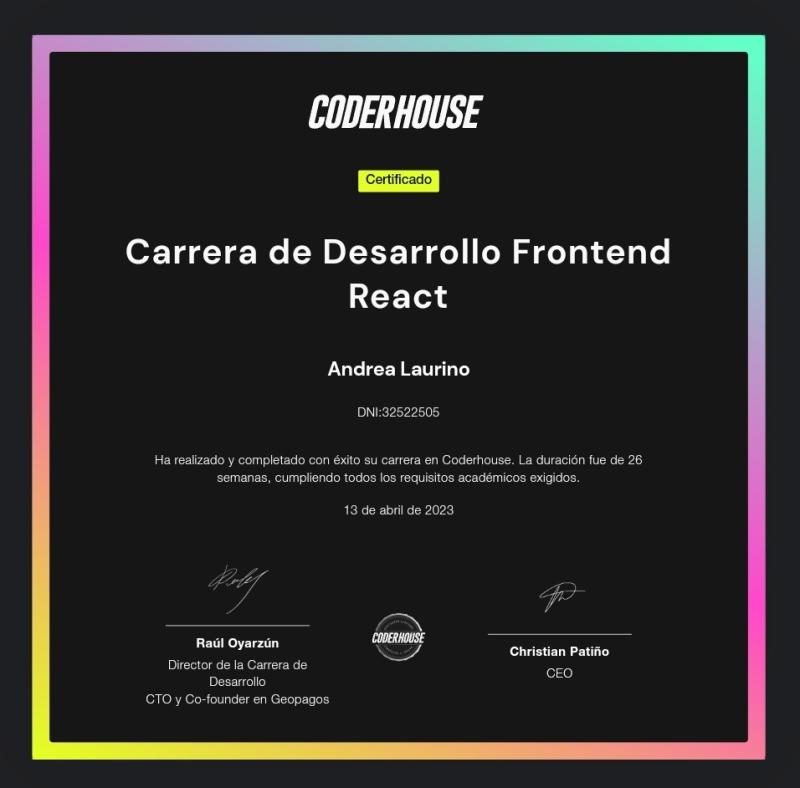 CODERHOUSE
Certificado
Carrera de Desarrollo Frontend
React
Andrea Laurino
DNI:32522505
Ha realizado y completado con éxito su carrera en Coderhouse. La duración fue de 26
semanas, cumpliendo todos los requisitos académicos exigidos.
13 de abril de 2023
Raúl Oyarzún
Director de la Carrera de
Desarrollo
CTO y Co-founder en Geopagos
CODERHOUSE
Christian Patiño
CEO